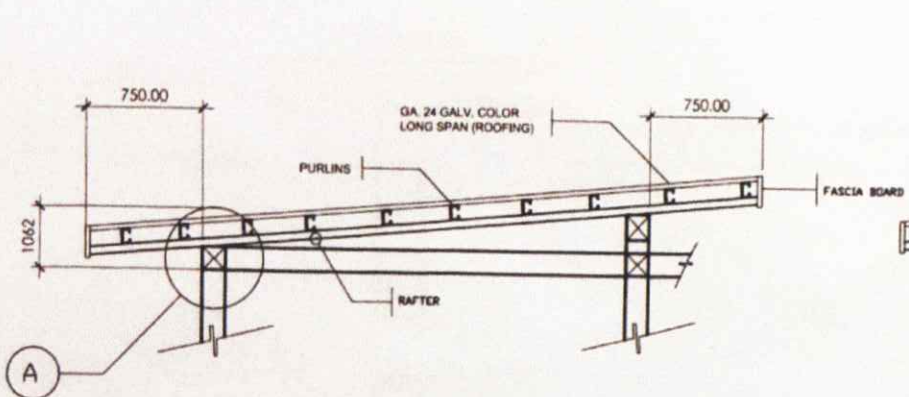 750.00
GA. 24 GALV. COLOR
LONG SPAN (ROOFING)
750.00
PURLINS
FASCIA BOARD
1062
RAFTER
A